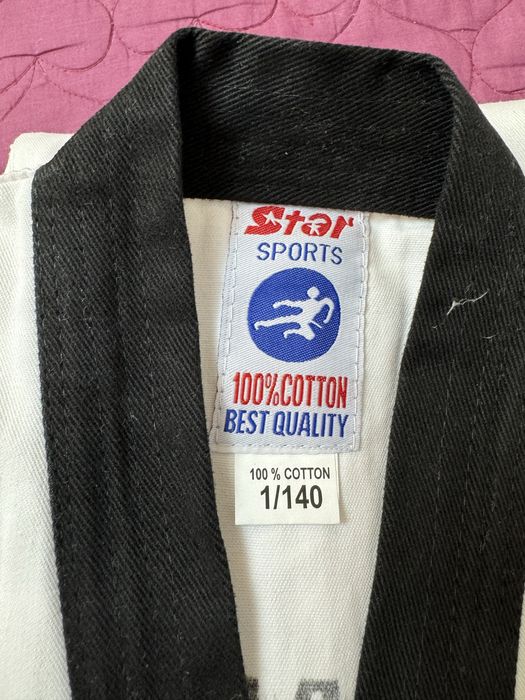 Star
SPORTS
100%COTTON
BEST QUALITY
100 % COTTON
1/140